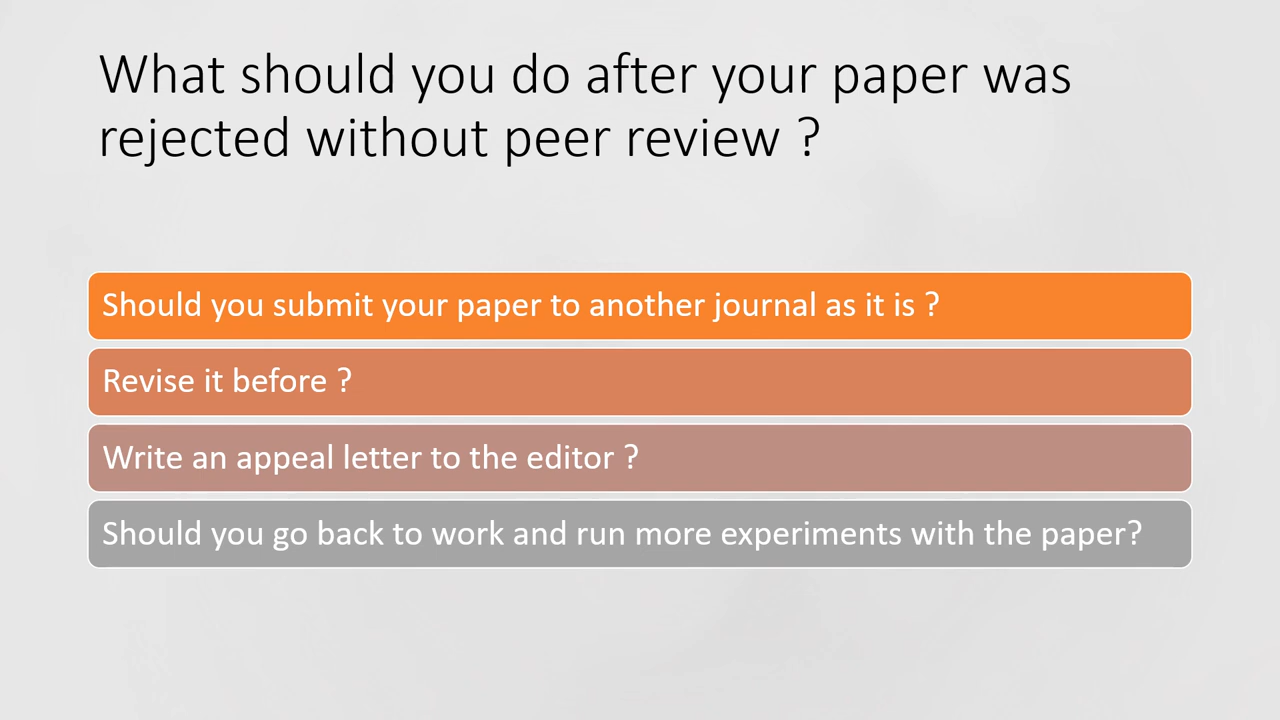 What should you do after your paper was
rejected without peer review ?
Should you submit your paper to another journal as it is ?
Revise it before ?
Write an appeal letter to the editor ?
Should you go back to work and run more experiments with the paper?